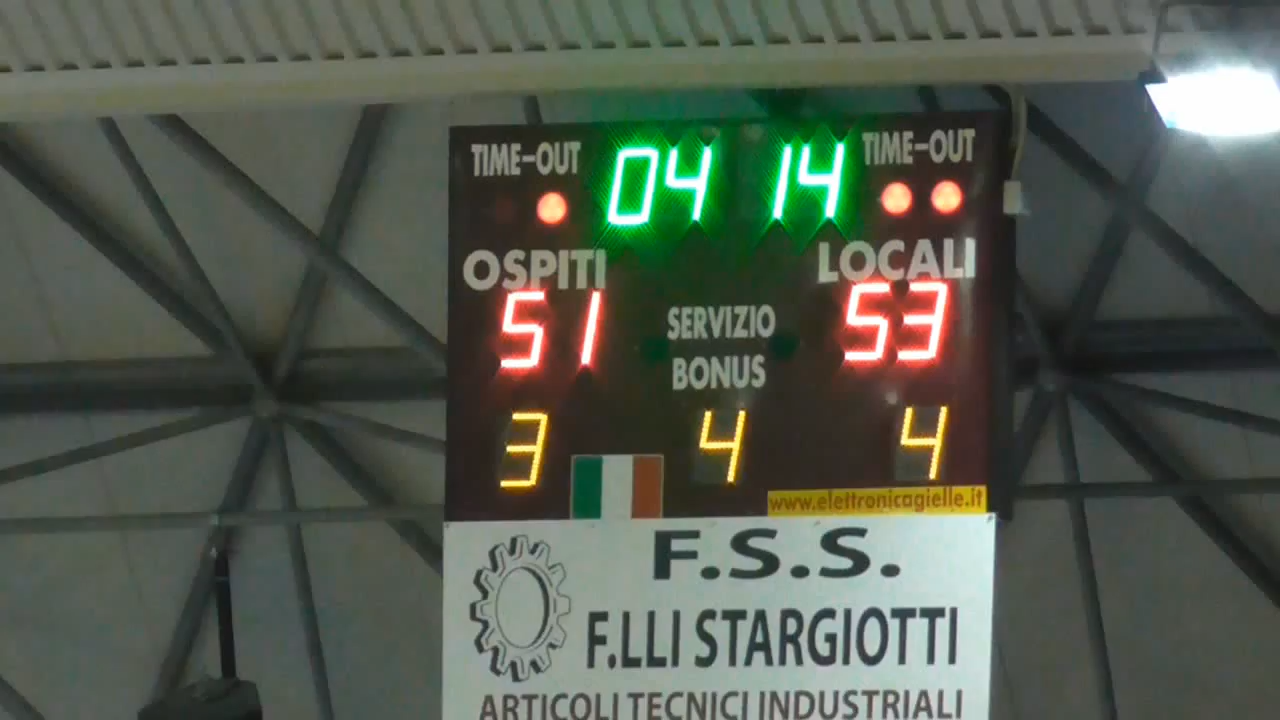 TIME-OUT 04 14 TIME-OUT
OSPITI LOCALI
51 SERVIZIO 53
BONUS
3 4 4
www.elettronicagielle.it
F.S.S.
F.LLI STARGIOTTI
ARTICOLI TECNICI INDUSTRIALI